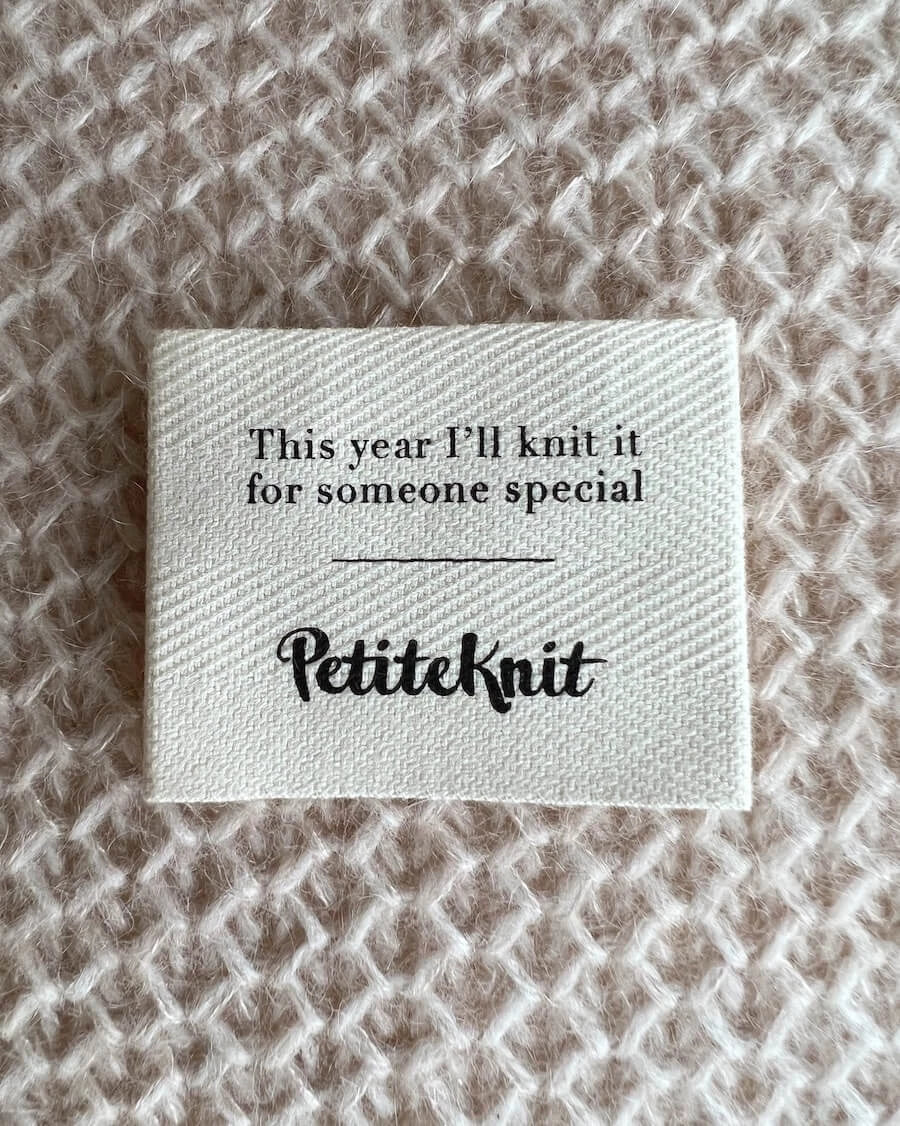 This year I’ll knit it
for someone special
PetiteKnit